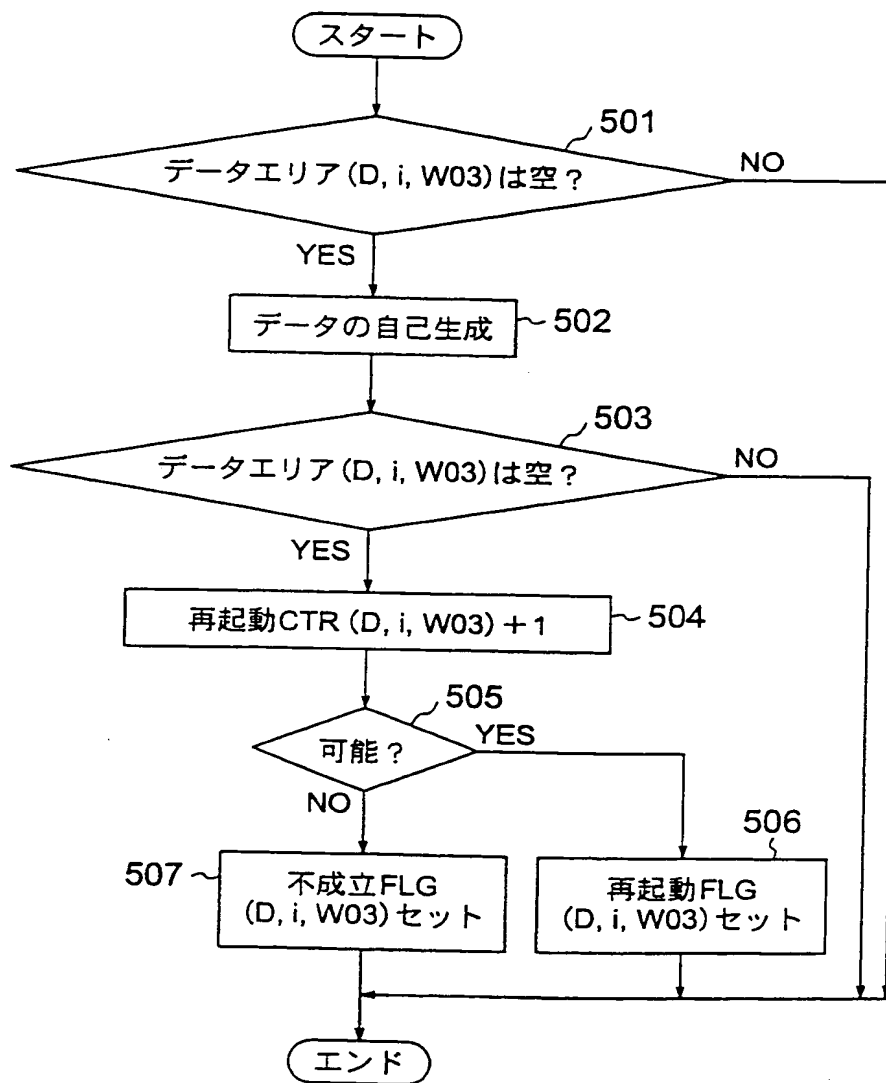 スタート
501
データエリア(D, i, W03)は空?
NO
YES
データの自己生成
502
503
データエリア(D, i, W03)は空?
NO
YES
再起動CTR(D, i, W03)+1
504
505
可能?
YES
NO
506
507
不成立FLG
(D, i, W03)セット
再起動FLG
(D, i, W03)セット
エンド